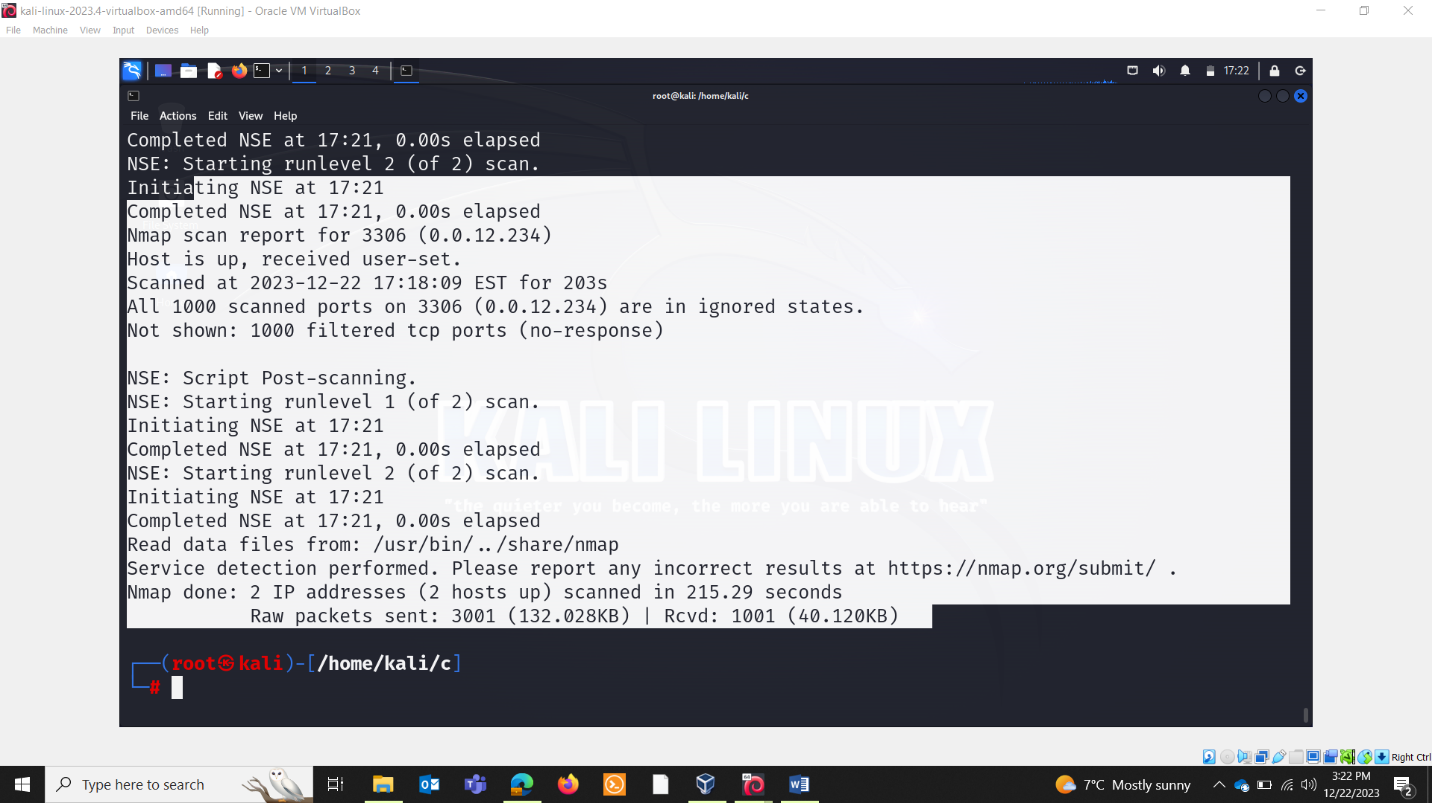 kali-linux-2023.4-virtualbox-amd64 [Running] - Oracle VM VirtualBox
File Machine View Input Devices Help
1 2 3 4 17:22
root@kali: /home/kali/c
File Actions Edit View Help
Completed NSE at 17:21, 0.00s elapsed
NSE: Starting runlevel 2 (of 2) scan.
Initiating NSE at 17:21
Completed NSE at 17:21, 0.00s elapsed
Nmap scan report for 3306 (0.0.12.234)
Host is up, received user-set.
Scanned at 2023-12-22 17:18:09 EST for 203s
All 1000 scanned ports on 3306 (0.0.12.234) are in ignored states.
Not shown: 1000 filtered tcp ports (no-response)
NSE: Script Post-scanning.
NSE: Starting runlevel 1 (of 2) scan.
KALI LINUX
Initiating NSE at 17:21
Completed NSE at 17:21, 0.00s elapsed
NSE: Starting runlevel 2 (of 2) scan.
Initiating NSE at 17:21
"the quieter you become, the more you are able to hear"
Completed NSE at 17:21, 0.00s elapsed
Read data files from: /usr/bin/../share/nmap
Service detection performed. Please report any incorrect results at https://nmap.org/submit/ .
Nmap done: 2 IP addresses (2 hosts up) scanned in 215.29 seconds
Raw packets sent: 3001 (132.028KB) | Rcvd: 1001 (40.120KB)
┌──(root㉿kali)-[/home/kali/c]
└─#
Right Ctrl
Type here to search
7°C Mostly sunny
3:22 PM
12/22/2023
2